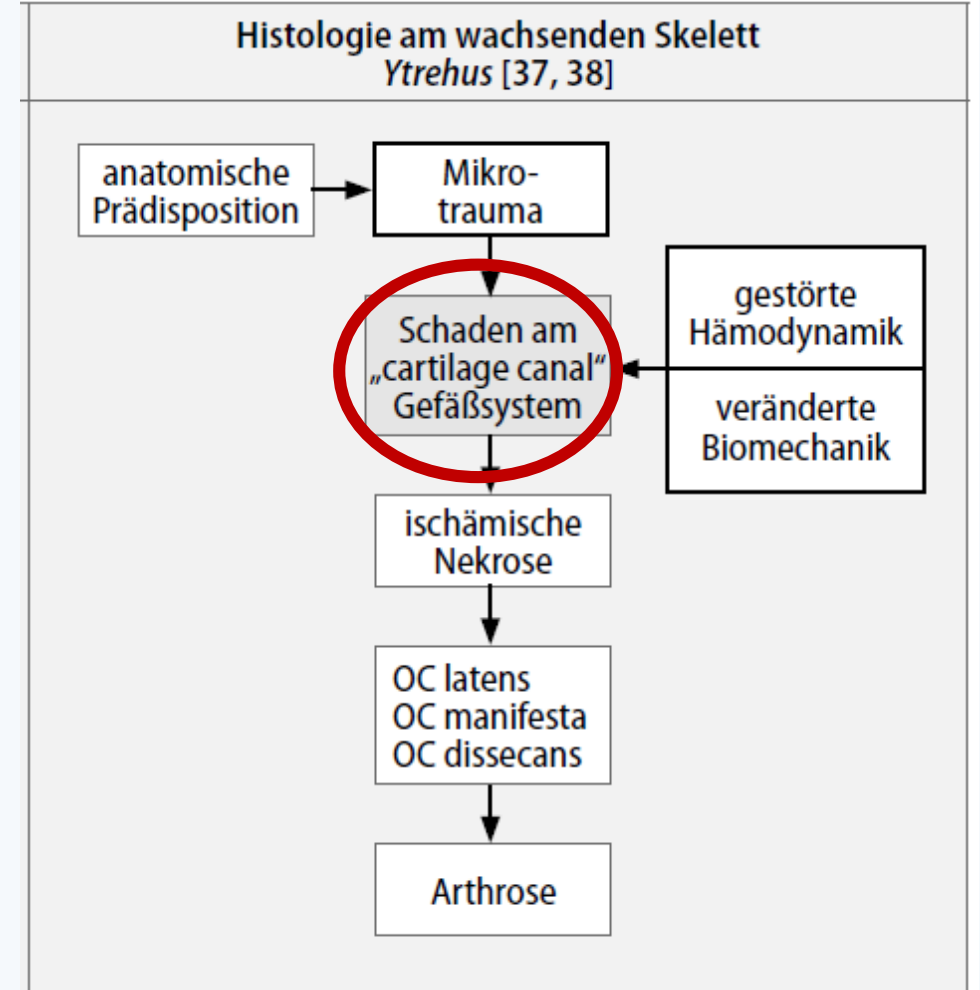 Histologie am wachsenden Skelett
Ytrehus [37, 38]
anatomische
Prädisposition
Mikro-
trauma
Schaden am
„cartilage canal“
Gefäßsystem
gestörte
Hämodynamik
veränderte
Biomechanik
ischämische
Nekrose
OC latens
OC manifesta
OC dissecans
Arthrose